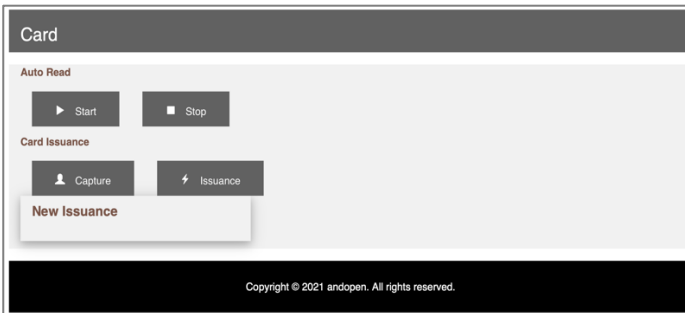 Card
Auto Read
Start
Stop
Card Issuance
Capture
Issuance
New Issuance
Copyright © 2021 andopen. All rights reserved.